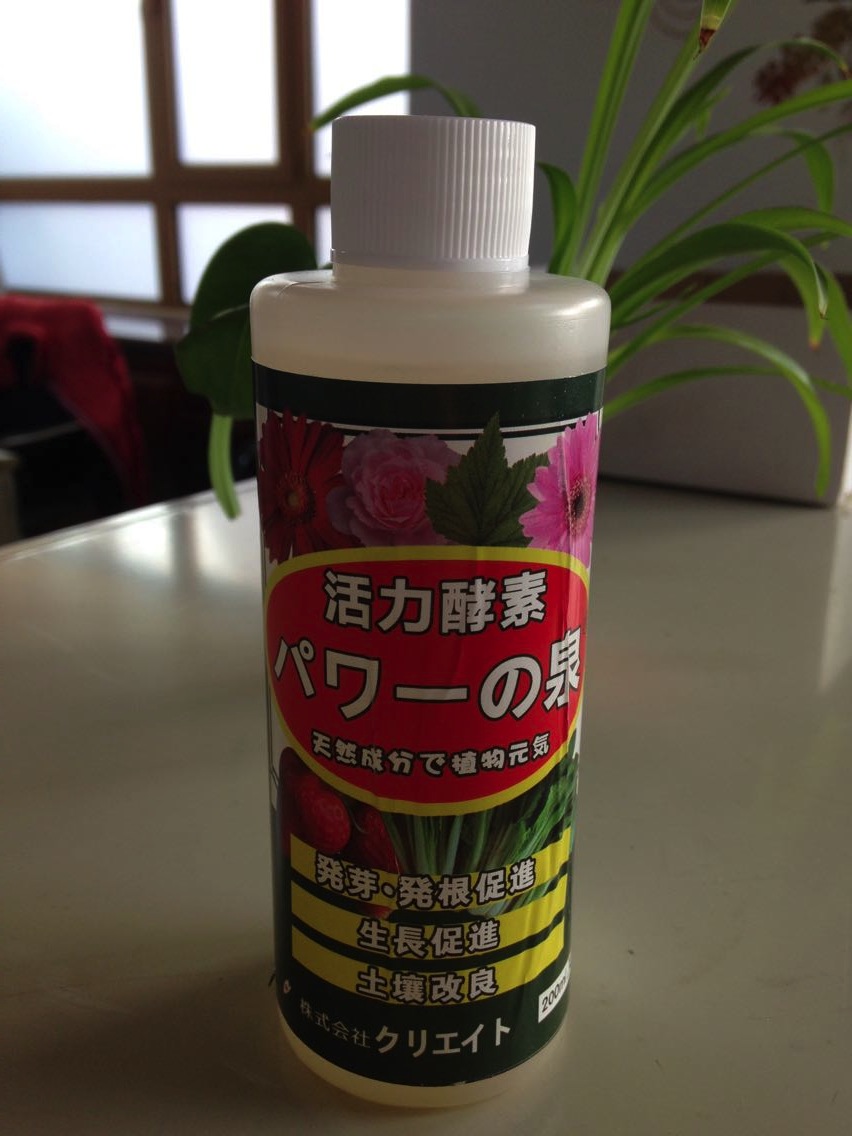 活力酵素
パワーの泉
天然成分で植物元気
発芽・発根促進
生長促進
土壌改良
200ml
株式会社クリエイト